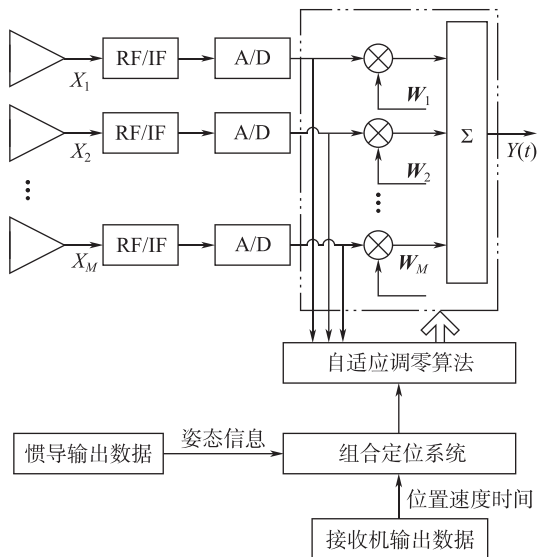 X₁ RF/IF A/D W₁
X₂ RF/IF A/D W₂
Σ Y(t)
X_M RF/IF A/D W_M
自适应调零算法
惯导输出数据 姿态信息 组合定位系统
位置速度时间
接收机输出数据